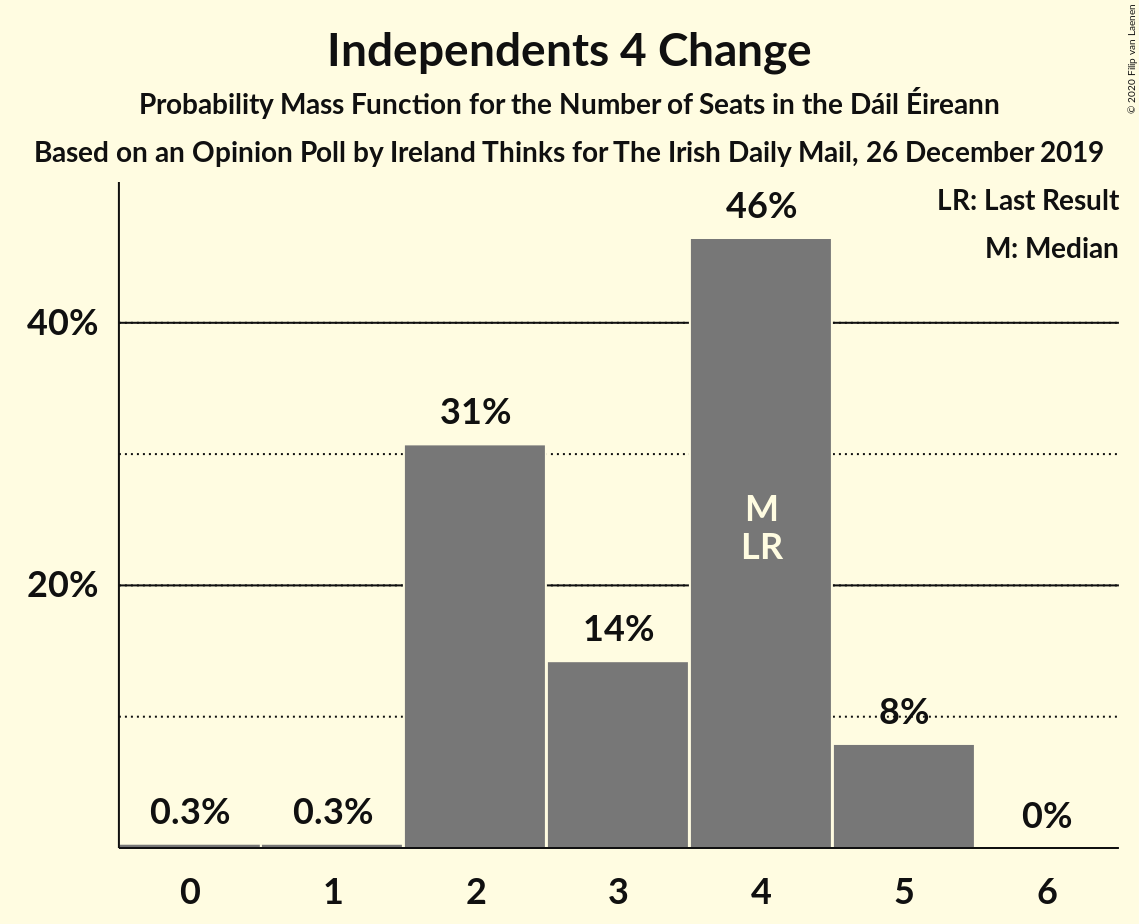 Independents 4 Change
Probability Mass Function for the Number of Seats in the Dáil Éireann
Based on an Opinion Poll by Ireland Thinks for The Irish Daily Mail, 26 December 2019
© 2020 Filip van Laenen
LR: Last Result
M: Median
40%
20%
0.3%
0.3%
31%
14%
46%
M
LR
8%
0%
0 1 2 3 4 5 6